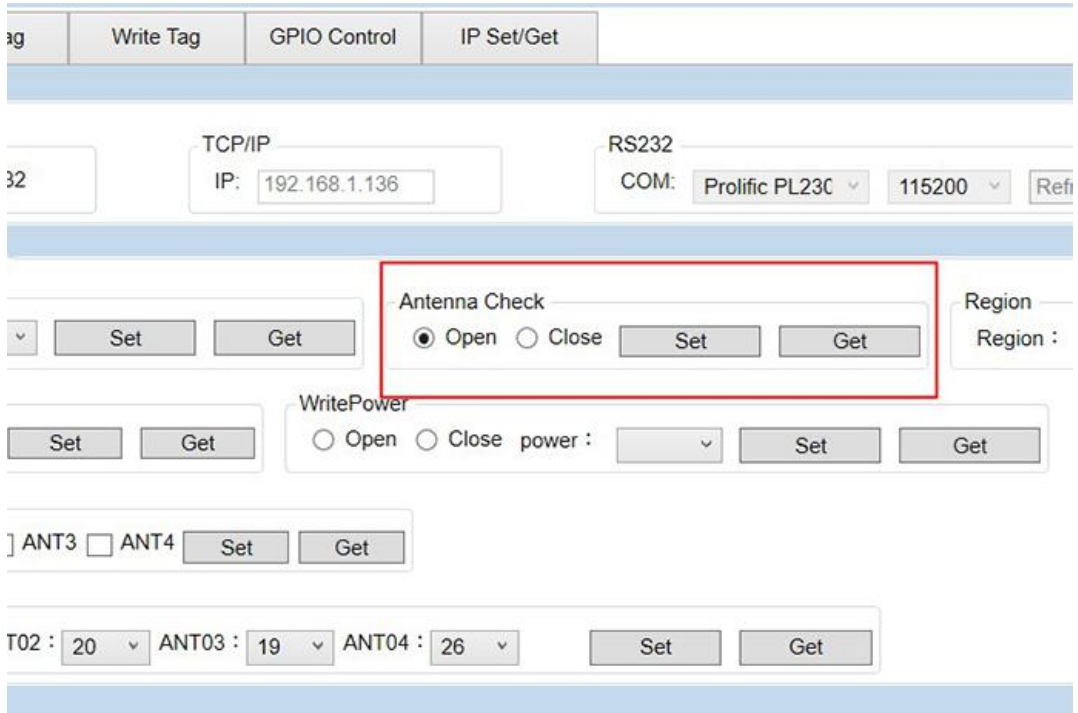 ag Write Tag GPIO Control IP Set/Get
TCP/IP RS232
32 IP: 192.168.1.136 COM: Prolific PL230 115200 Refr
Antenna Check Region
Set Get Open Close Set Get Region :
WritePower
Set Get Open Close power : Set Get
ANT3 ANT4 Set Get
T02 : 20 ANT03 : 19 ANT04 : 26 Set Get